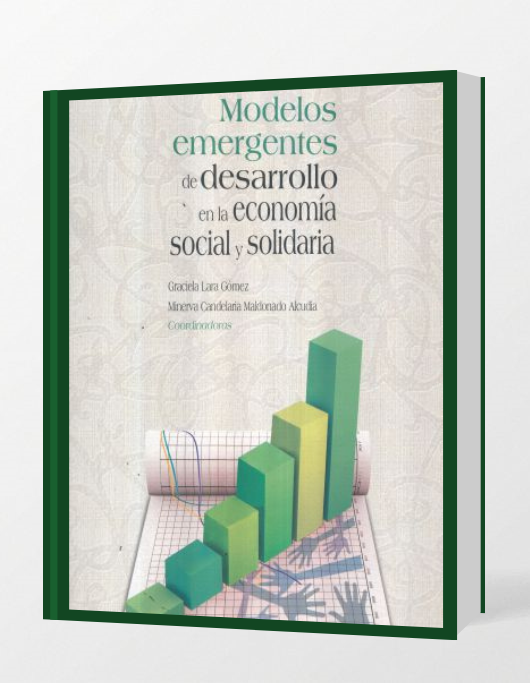 Modelos
emergentes
de desarrollo
en la economía
social y solidaria
Graciela Lara Gómez
Minerva Candelaria Maldonado Alcudia
Coordinadoras